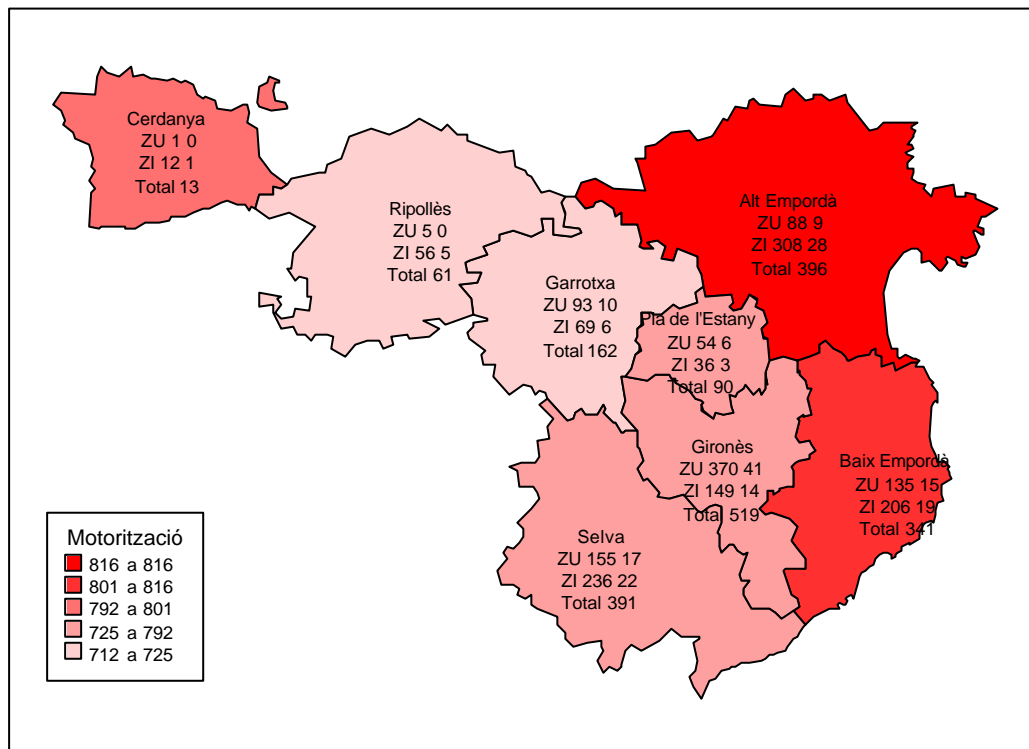 Cerdanya
ZU 1 0
ZI 12 1
Total 13
Ripollès
ZU 5 0
ZI 56 5
Total 61
Alt Empordà
ZU 88 9
ZI 308 28
Total 396
Garrotxa
ZU 93 10
ZI 69 6
Total 162
Pla de l'Estany
ZU 54 6
ZI 36 3
Total 90
Gironès
ZU 370 41
ZI 149 14
Total 519
Baix Empordà
ZU 135 15
ZI 206 19
Total 341
Selva
ZU 155 17
ZI 236 22
Total 391
Motorització
816 a 816
801 a 816
792 a 801
725 a 792
712 a 725